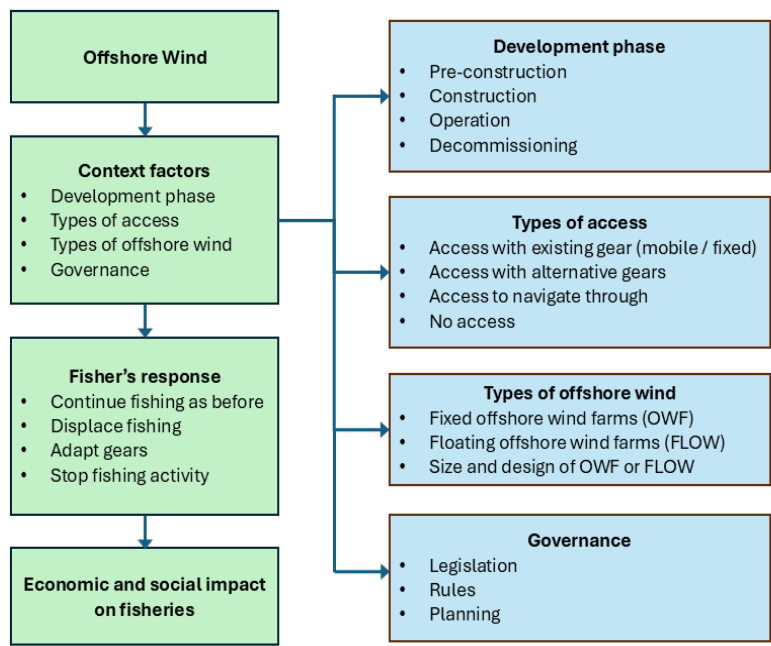 Offshore Wind
Context factors
• Development phase
• Types of access
• Types of offshore wind
• Governance
Fisher's response
• Continue fishing as before
• Displace fishing
• Adapt gears
• Stop fishing activity
Economic and social impact
on fisheries
Development phase
• Pre-construction
• Construction
• Operation
• Decommissioning
Types of access
• Access with existing gear (mobile / fixed)
• Access with alternative gears
• Access to navigate through
• No access
Types of offshore wind
• Fixed offshore wind farms (OWF)
• Floating offshore wind farms (FLOW)
• Size and design of OWF or FLOW
Governance
• Legislation
• Rules
• Planning